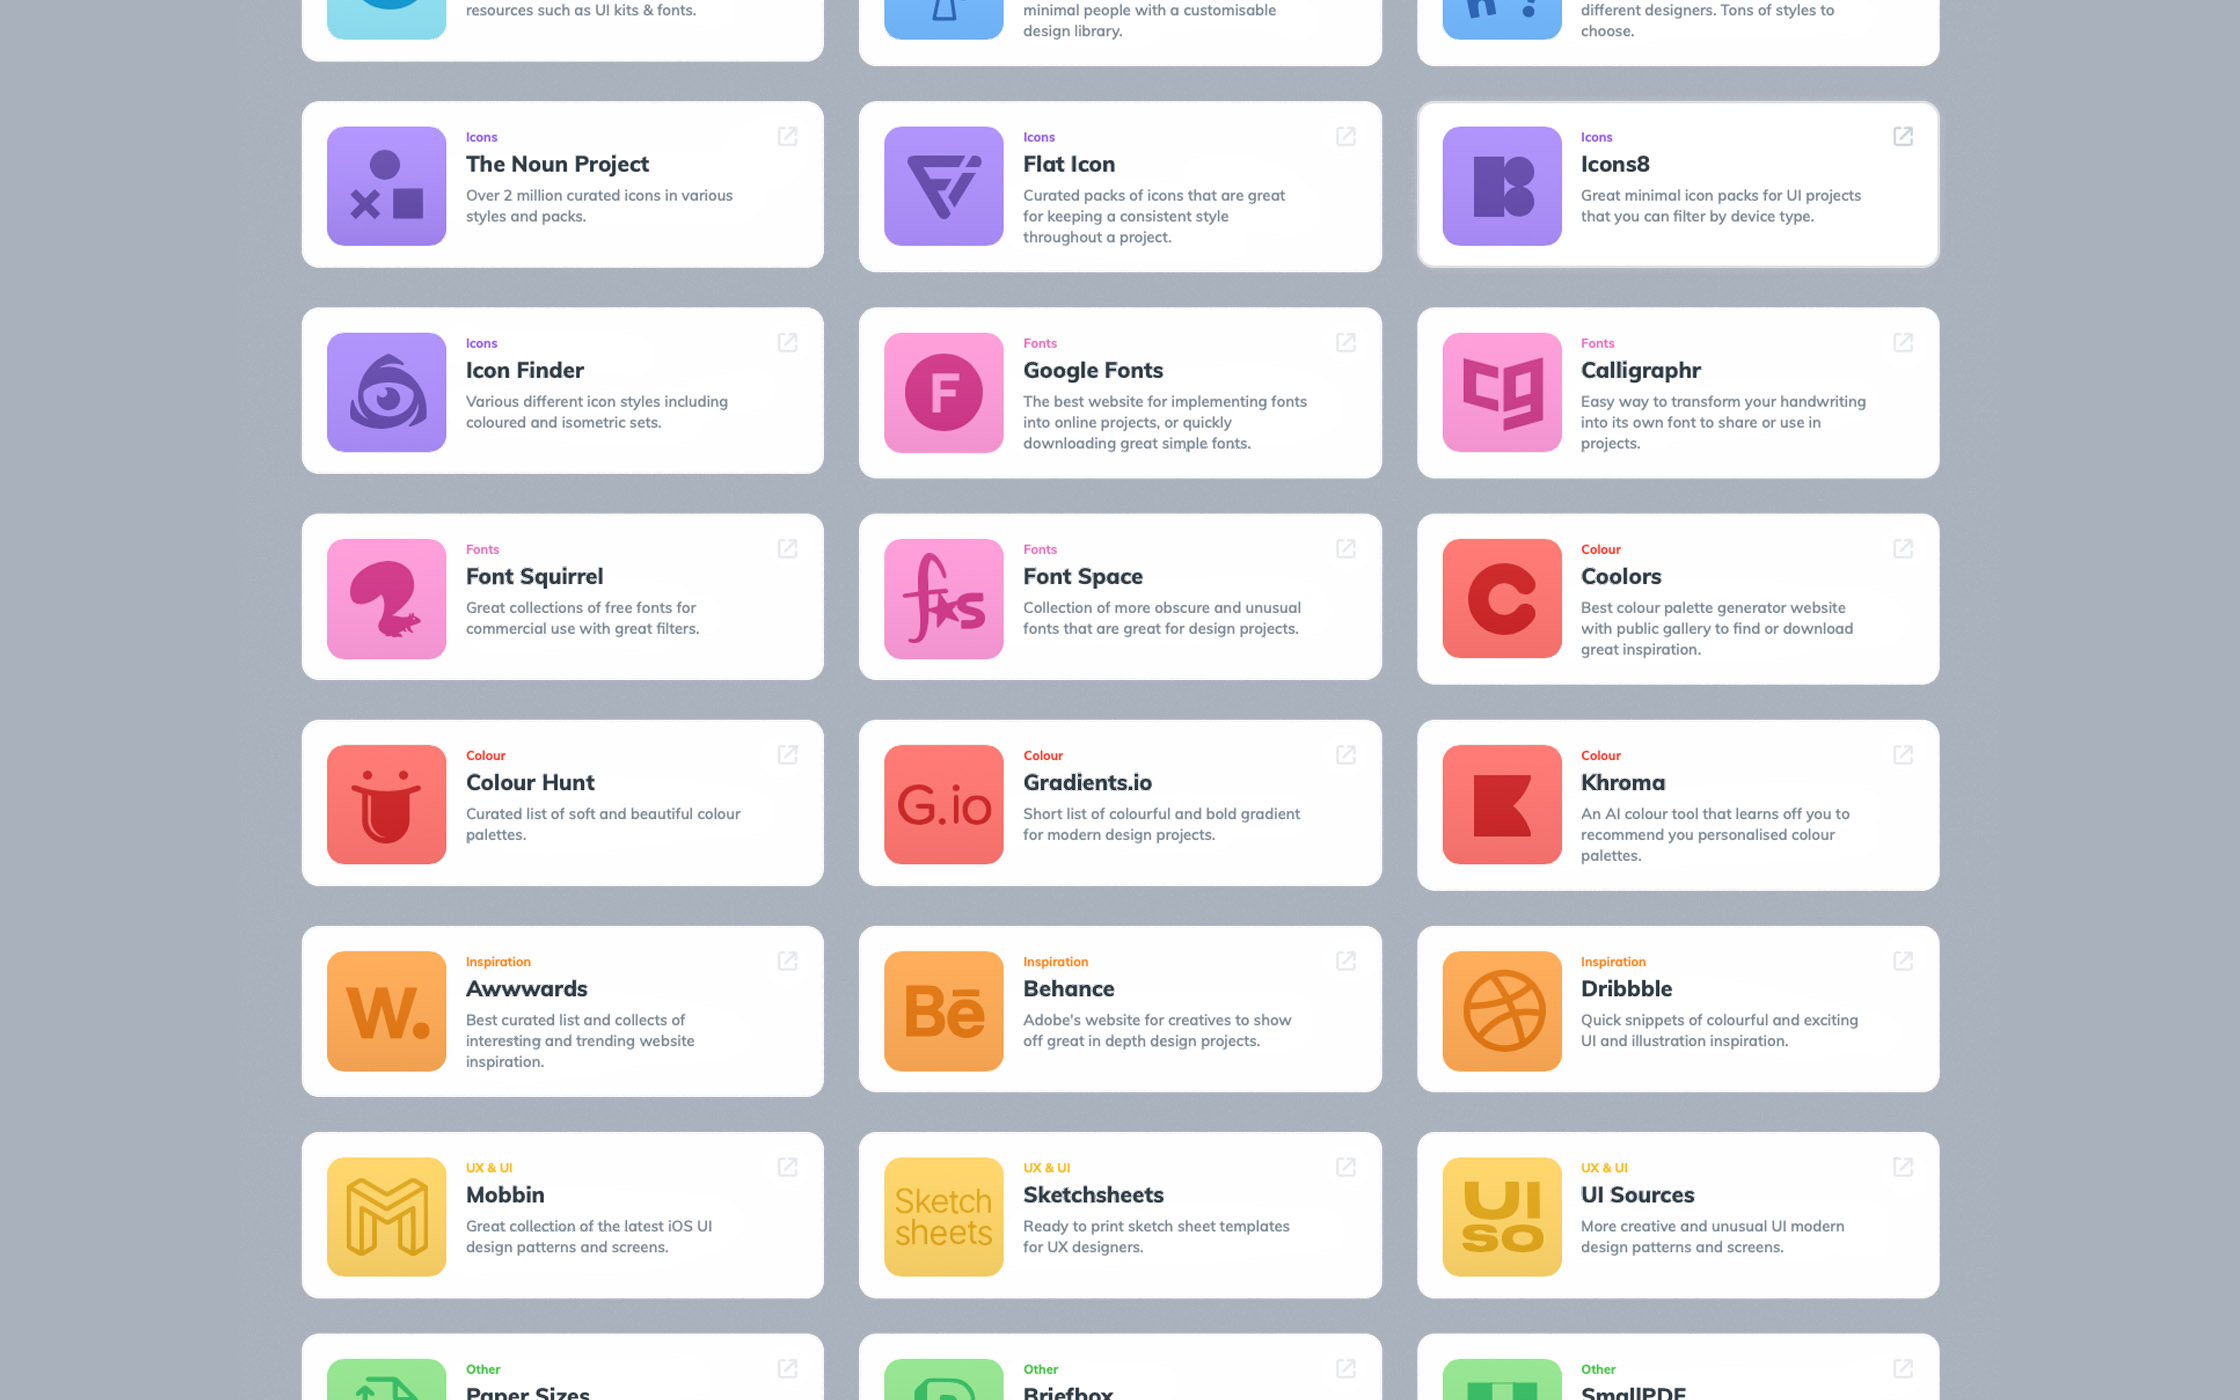 resources such as UI kits & fonts.
minimal people with a customisable
design library.
different designers. Tons of styles to
choose.
Icons
The Noun Project
Over 2 million curated icons in various
styles and packs.
Icons
Flat Icon
Curated packs of icons that are great
for keeping a consistent style
throughout a project.
Icons
Icons8
Great minimal icon packs for UI projects
that you can filter by device type.
Icons
Icon Finder
Various different icon styles including
coloured and isometric sets.
F
Fonts
Google Fonts
The best website for implementing fonts
into online projects, or quickly
downloading great simple fonts.
cg
Fonts
Calligraphr
Easy way to transform your handwriting
into its own font to share or use in
projects.
Fonts
Font Squirrel
Great collections of free fonts for
commercial use with great filters.
fs
Fonts
Font Space
Collection of more obscure and unusual
fonts that are great for design projects.
C
Colour
Coolors
Best colour palette generator website
with public gallery to find or download
great inspiration.
Colour
Colour Hunt
Curated list of soft and beautiful colour
palettes.
G.io
Colour
Gradients.io
Short list of colourful and bold gradient
for modern design projects.
Colour
Khroma
An AI colour tool that learns off you to
recommend you personalised colour
palettes.
W.
Inspiration
Awwwards
Best curated list and collects of
interesting and trending website
inspiration.
Bē
Inspiration
Behance
Adobe's website for creatives to show
off great in depth design projects.
Inspiration
Dribbble
Quick snippets of colourful and exciting
UI and illustration inspiration.
M
UX & UI
Mobbin
Great collection of the latest iOS UI
design patterns and screens.
Sketch
sheets
UX & UI
Sketchsheets
Ready to print sketch sheet templates
for UX designers.
UI
so
UX & UI
UI Sources
More creative and unusual UI modern
design patterns and screens.
Other
Paper Sizes
Other
Briefbox
Other
SmallPDF